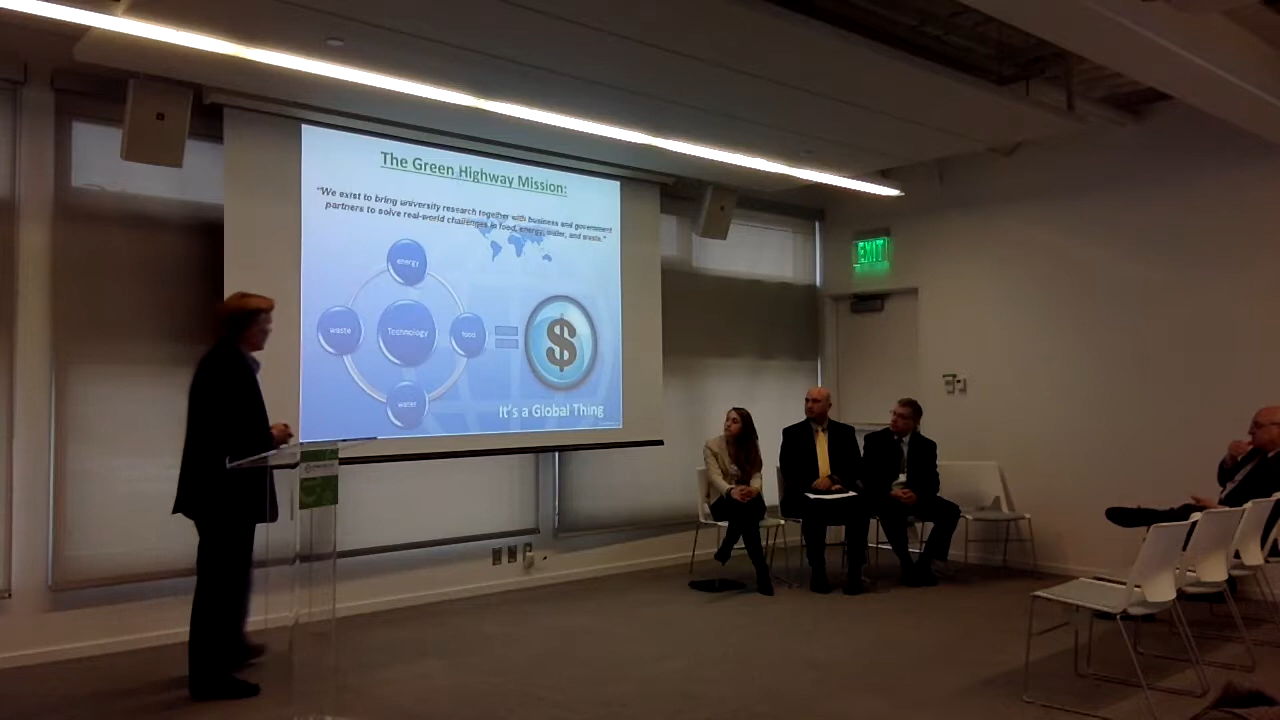 The Green Highway Mission:
"We exist to bring university research together with business and government
partners to solve real-world challenges in food, energy, water, and waste."
energy
waste
Technology
food
=
$
water
It's a Global Thing
EXIT